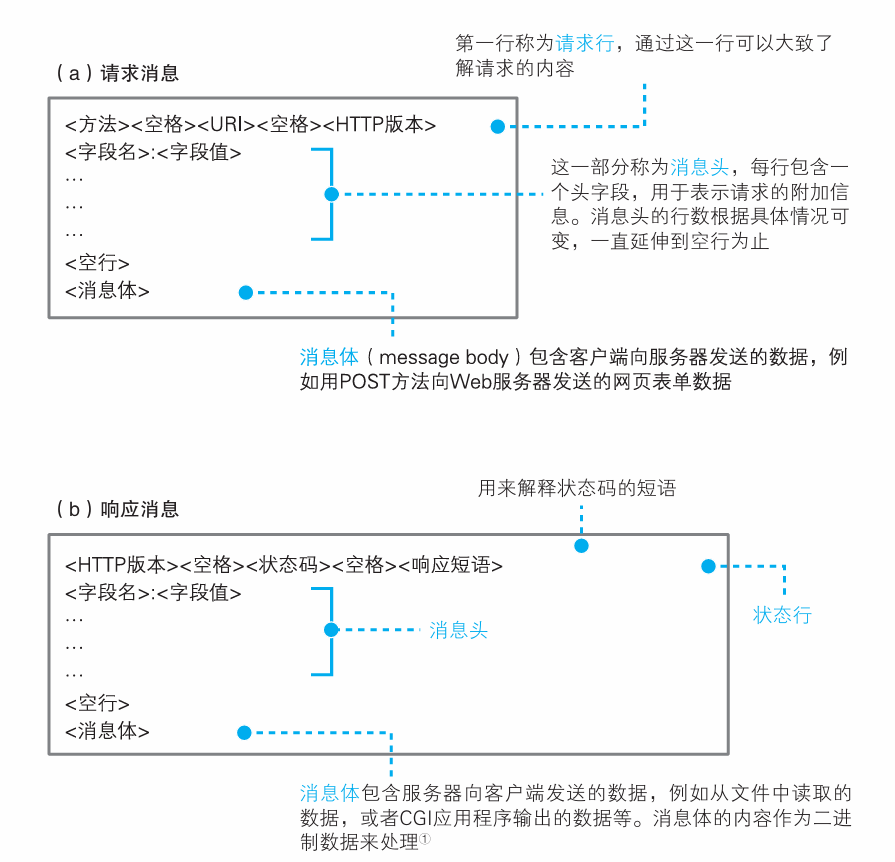 第一行称为请求行，通过这一行可以大致了
解请求的内容
（a）请求消息
<方法><空格><URI><空格><HTTP版本>
<字段名>:<字段值>
…
…
…
<空行>
<消息体>
这一部分称为消息头，每行包含一
个头字段，用于表示请求的附加信
息。消息头的行数根据具体情况可
变，一直延伸到空行为止
消息体（message body）包含客户端向服务器发送的数据，例
如用POST方法向Web服务器发送的网页表单数据
用来解释状态码的短语
（b）响应消息
<HTTP版本><空格><状态码><空格><响应短语>
<字段名>:<字段值>
…
…
…
<空行>
<消息体>
状态行
消息头
消息体包含服务器向客户端发送的数据，例如从文件中读取的
数据，或者CGI应用程序输出的数据等。消息体的内容作为二进
制数据来处理①